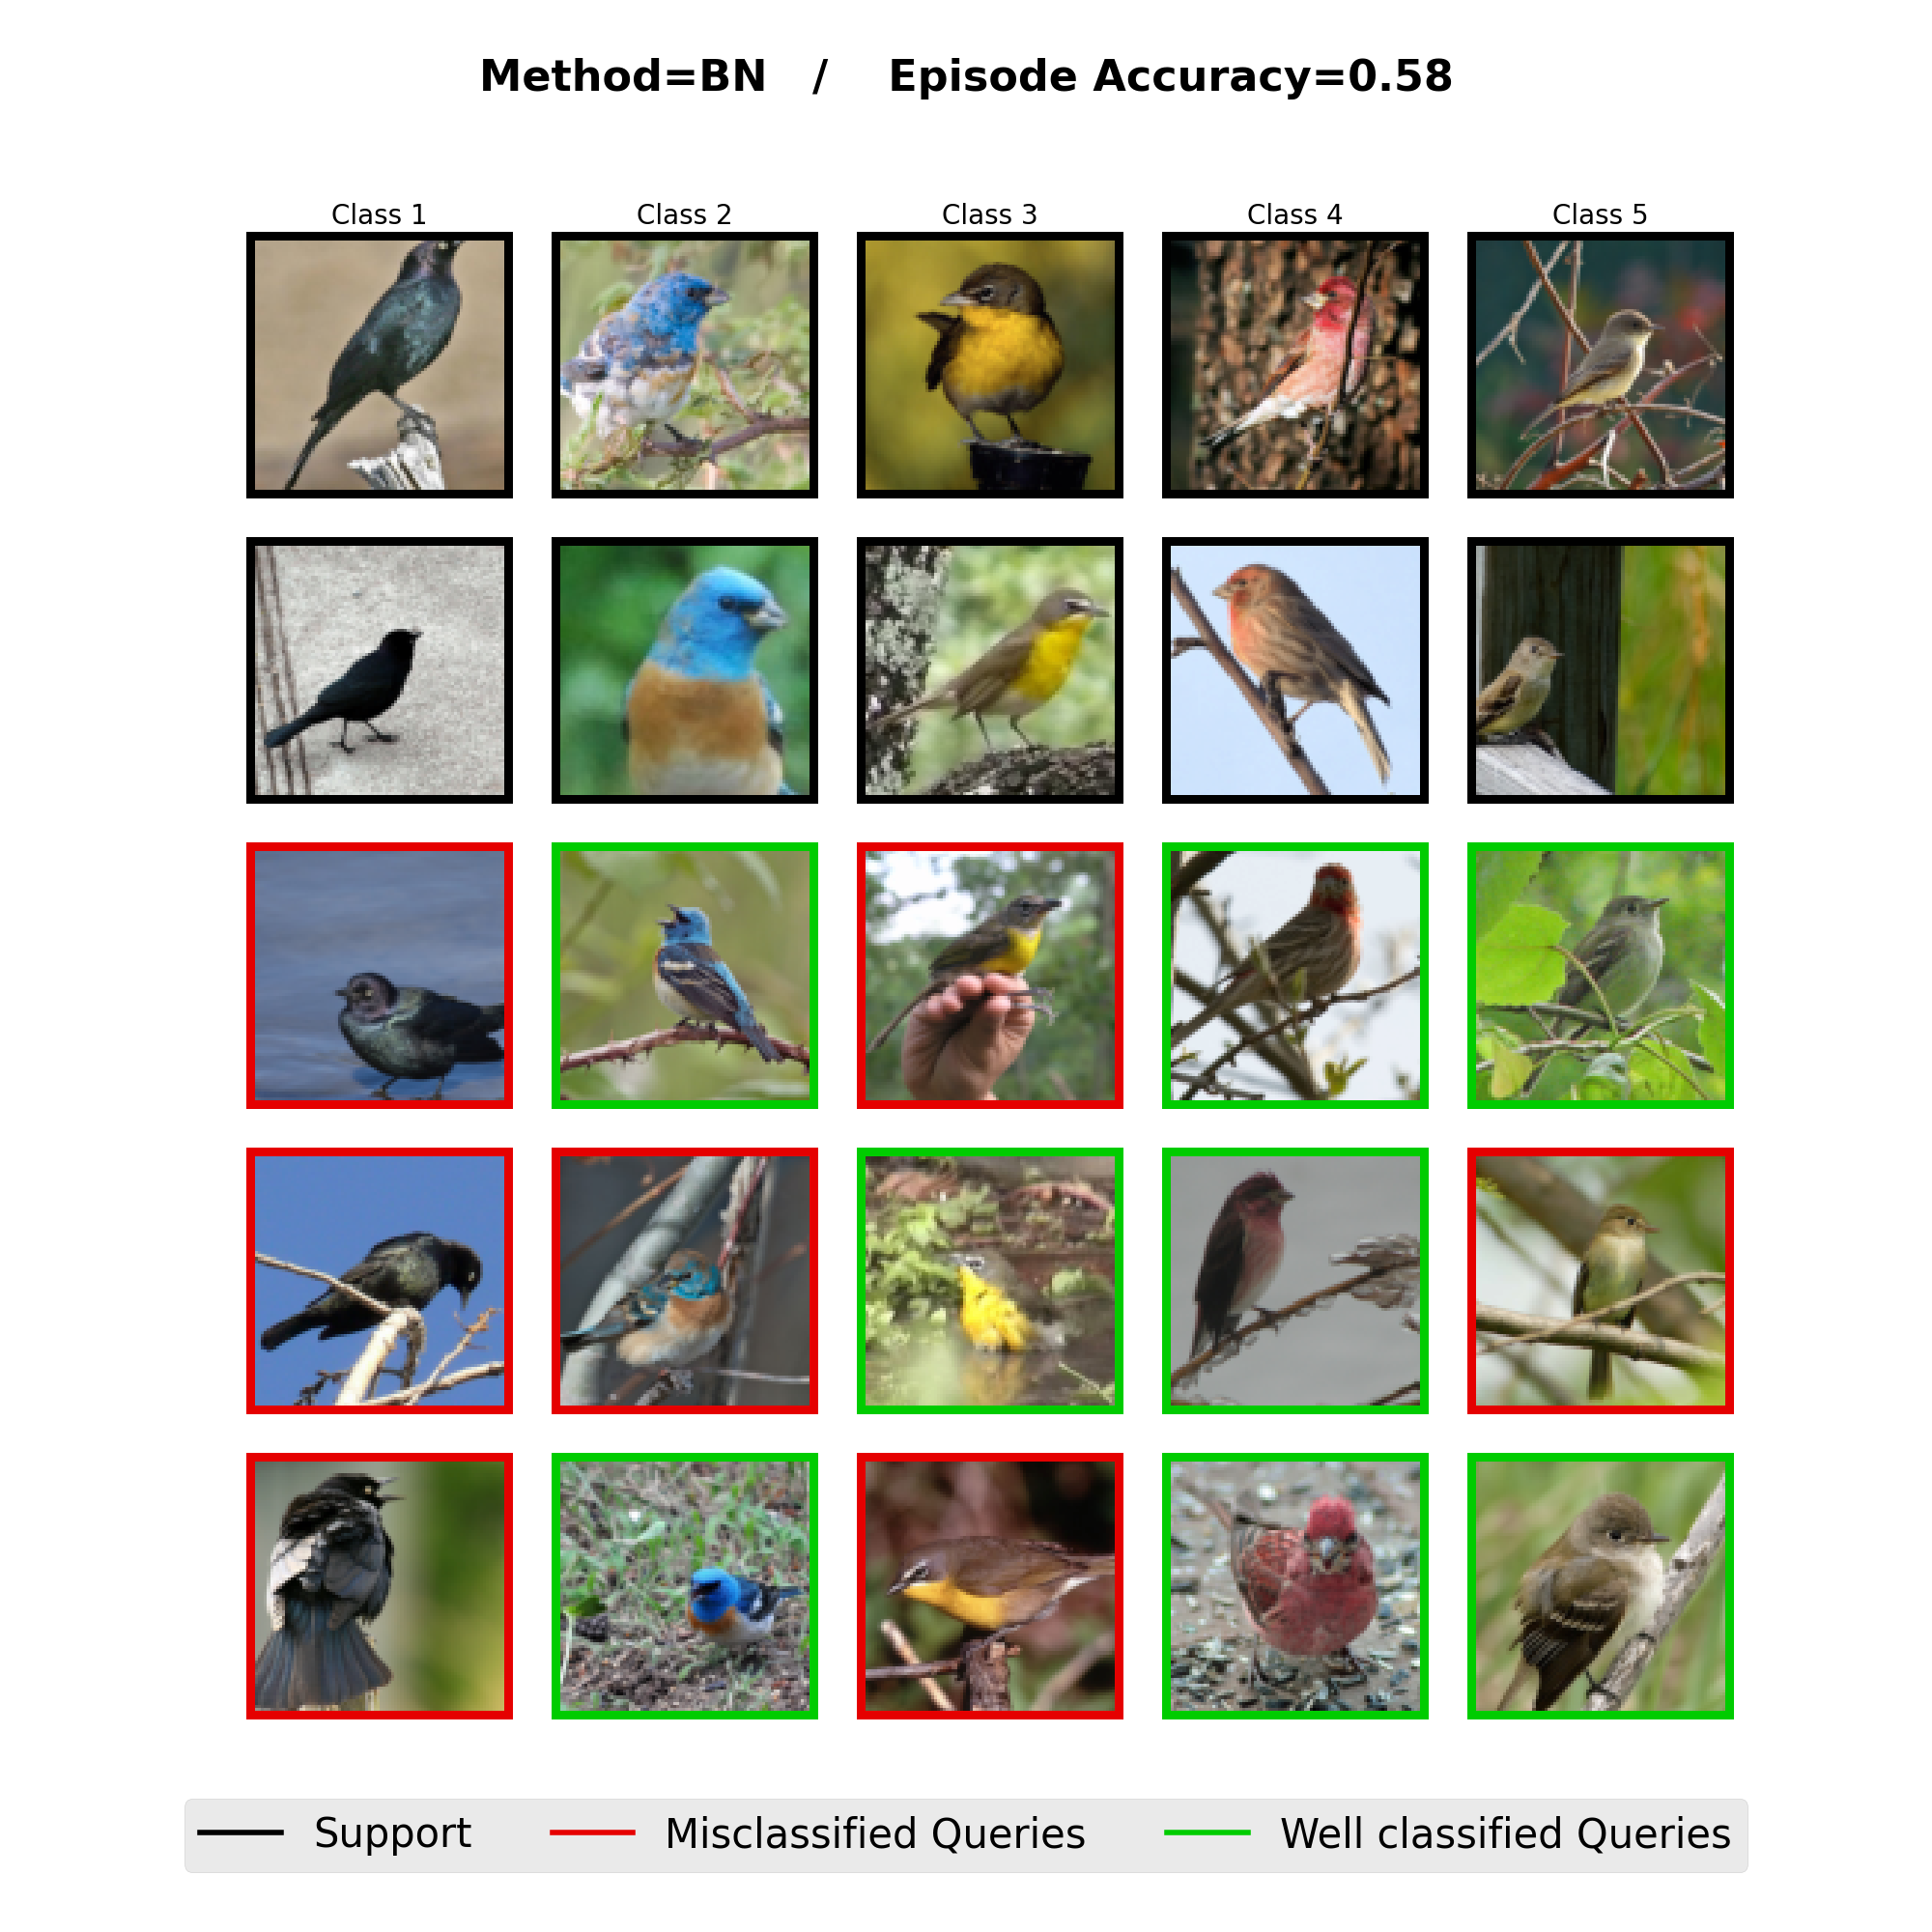 Method=BN / Episode Accuracy=0.58
Class 1 Class 2 Class 3 Class 4 Class 5
Support Misclassified Queries Well classified Queries